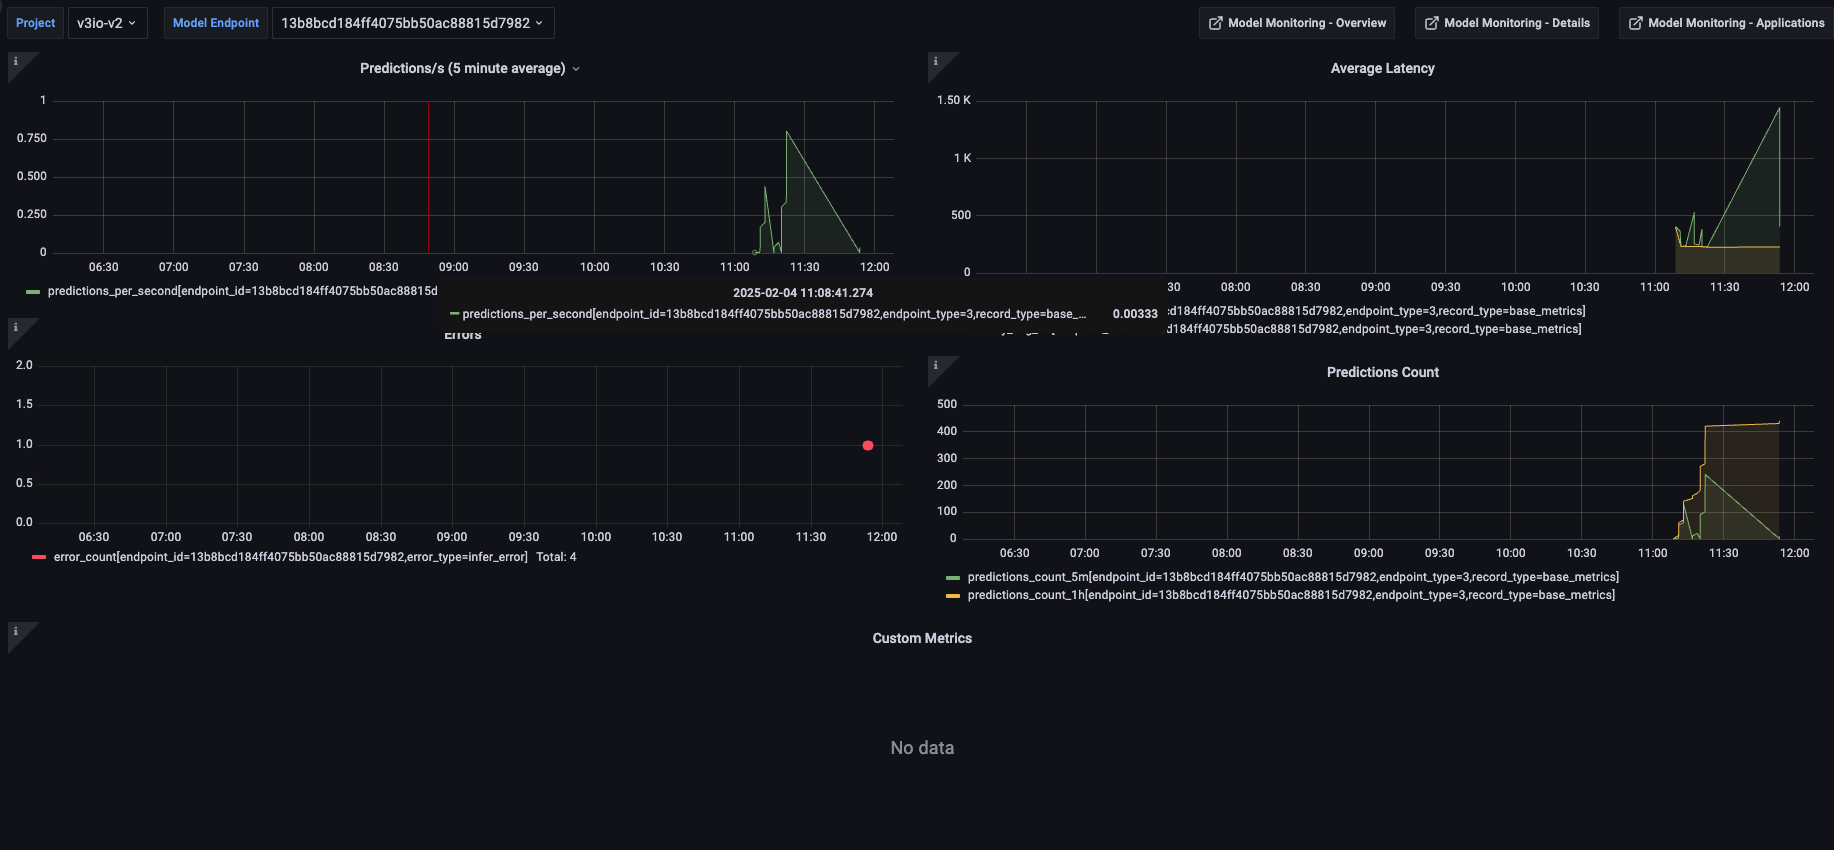 Project v3io-v2 Model Endpoint 13b8bcd184ff4075bb50ac88815d7982 Model Monitoring - Overview Model Monitoring - Details Model Monitoring - Applications
Predictions/s (5 minute average)
1
0.750
0.500
0.250
0
06:30 07:00 07:30 08:00 08:30 09:00 09:30 10:00 10:30 11:00 11:30 12:00
predictions_per_second[endpoint_id=13b8bcd184ff4075bb50ac88815d
2025-02-04 11:08:41.274
predictions_per_second[endpoint_id=13b8bcd184ff4075bb50ac88815d7982,endpoint_type=3,record_type=base_... 0.00333
Average Latency
1.50 K
1 K
500
0
:30 08:00 08:30 09:00 09:30 10:00 10:30 11:00 11:30 12:00
cd184ff4075bb50ac88815d7982,endpoint_type=3,record_type=base_metrics]
d184ff4075bb50ac88815d7982,endpoint_type=3,record_type=base_metrics]
Errors
2.0
1.5
1.0
0.5
0.0
06:30 07:00 07:30 08:00 08:30 09:00 09:30 10:00 10:30 11:00 11:30 12:00
error_count[endpoint_id=13b8bcd184ff4075bb50ac88815d7982,error_type=infer_error] Total: 4
Predictions Count
500
400
300
200
100
0
06:30 07:00 07:30 08:00 08:30 09:00 09:30 10:00 10:30 11:00 11:30 12:00
predictions_count_5m[endpoint_id=13b8bcd184ff4075bb50ac88815d7982,endpoint_type=3,record_type=base_metrics]
predictions_count_1h[endpoint_id=13b8bcd184ff4075bb50ac88815d7982,endpoint_type=3,record_type=base_metrics]
Custom Metrics
No data